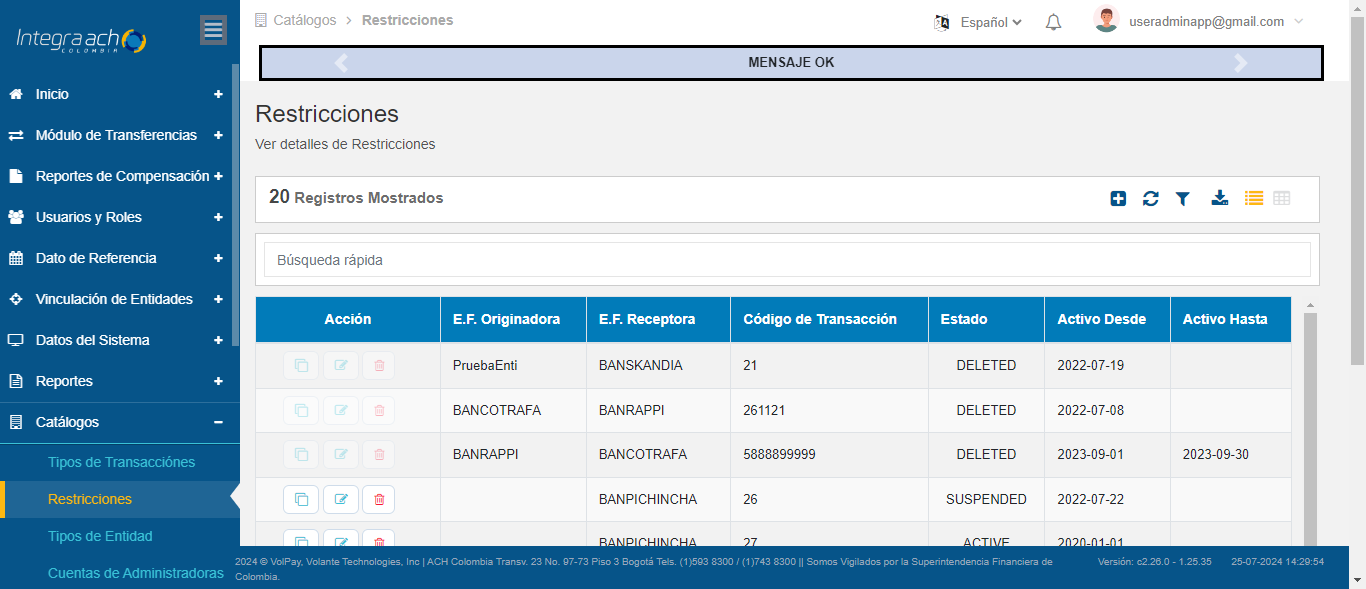 Integra ach
COLOMBIA
Catálogos > Restricciones
Español
useradminapp@gmail.com
MENSAJE OK
Inicio +
Módulo de Transferencias +
Reportes de Compensación +
Usuarios y Roles +
Dato de Referencia +
Vinculación de Entidades +
Datos del Sistema +
Reportes +
Catálogos −
Tipos de Transacciónes
Restricciones
Tipos de Entidad
Cuentas de Administradoras
Restricciones
Ver detalles de Restricciones
20 Registros Mostrados
Búsqueda rápida
Acción E.F. Originadora E.F. Receptora Código de Transacción Estado Activo Desde Activo Hasta
PruebaEnti BANSKANDIA 21 DELETED 2022-07-19
BANCOTRAFA BANRAPPI 261121 DELETED 2022-07-08
BANRAPPI BANCOTRAFA 5888899999 DELETED 2023-09-01 2023-09-30
BANPICHINCHA 26 SUSPENDED 2022-07-22
BANPICHINCHA 27 ACTIVE 2020-01-01
2024 © VolPay, Volante Technologies, Inc | ACH Colombia Transv. 23 No. 97-73 Piso 3 Bogotá Tels. (1)593 8300 / (1)743 8300 || Somos Vigilados por la Superintendencia Financiera de
Colombia.
Versión: c2.26.0 - 1.25.35 25-07-2024 14:29:54